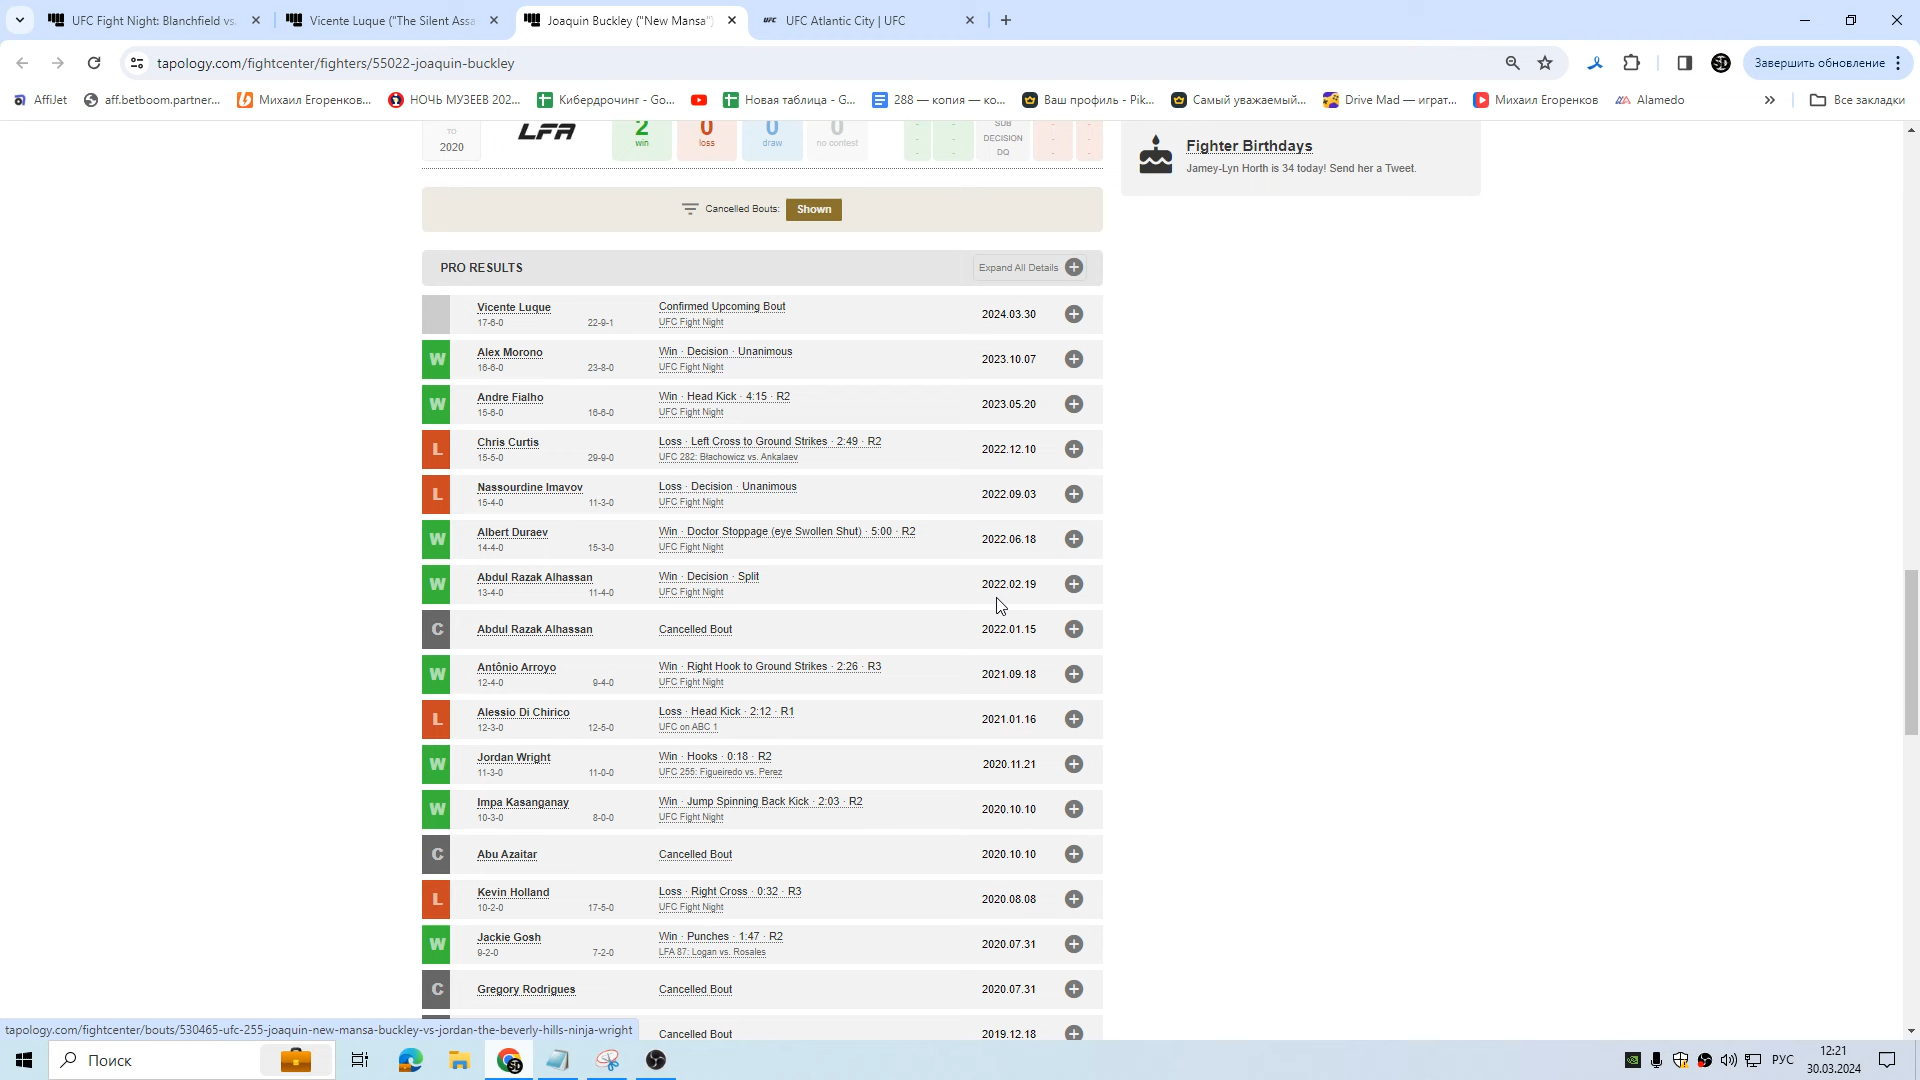 UFC Fight Night: Blanchfield vs.
Vicente Luque ("The Silent Assa
Joaquin Buckley ("New Mansa")
UFC Atlantic City | UFC
tapology.com/fightcenter/fighters/55022-joaquin-buckley
Завершить обновление
AffiJet
aff.betboom.partner...
Михаил Егоренков...
НОЧЬ МУЗЕЕВ 202...
Кибердрочинг - Go...
Новая таблица - G...
288 — копия — ко...
Ваш профиль - Pik...
Самый уважаемый...
Drive Mad — играт...
Михаил Егоренков
Alamedo
Все закладки
TO
2020
LFA
2
win
0
loss
0
draw
0
no contest
SUB
DECISION
DQ
Fighter Birthdays
Jamey-Lyn Horth is 34 today! Send her a Tweet.
Cancelled Bouts: Shown
PRO RESULTS
Expand All Details
Vicente Luque
17-6-0 22-9-1
Confirmed Upcoming Bout
UFC Fight Night
2024.03.30
W
Alex Morono
16-6-0 23-8-0
Win · Decision · Unanimous
UFC Fight Night
2023.10.07
W
Andre Fialho
15-6-0 16-6-0
Win · Head Kick · 4:15 · R2
UFC Fight Night
2023.05.20
L
Chris Curtis
15-5-0 29-9-0
Loss · Left Cross to Ground Strikes · 2:49 · R2
UFC 282: Błachowicz vs. Ankalaev
2022.12.10
L
Nassourdine Imavov
15-4-0 11-3-0
Loss · Decision · Unanimous
UFC Fight Night
2022.09.03
W
Albert Duraev
14-4-0 15-3-0
Win · Doctor Stoppage (eye Swollen Shut) · 5:00 · R2
UFC Fight Night
2022.06.18
W
Abdul Razak Alhassan
13-4-0 11-4-0
Win · Decision · Split
UFC Fight Night
2022.02.19
C
Abdul Razak Alhassan
Cancelled Bout
2022.01.15
W
Antônio Arroyo
12-4-0 9-4-0
Win · Right Hook to Ground Strikes · 2:26 · R3
UFC Fight Night
2021.09.18
L
Alessio Di Chirico
12-3-0 12-5-0
Loss · Head Kick · 2:12 · R1
UFC on ABC 1
2021.01.16
W
Jordan Wright
11-3-0 11-0-0
Win · Hooks · 0:18 · R2
UFC 255: Figueiredo vs. Perez
2020.11.21
W
Impa Kasanganay
10-3-0 8-0-0
Win · Jump Spinning Back Kick · 2:03 · R2
UFC Fight Night
2020.10.10
C
Abu Azaitar
Cancelled Bout
2020.10.10
L
Kevin Holland
10-2-0 17-5-0
Loss · Right Cross · 0:32 · R3
UFC Fight Night
2020.08.08
W
Jackie Gosh
9-2-0 7-2-0
Win · Punches · 1:47 · R2
LFA 87: Logan vs. Rosales
2020.07.31
C
Gregory Rodrigues
Cancelled Bout
2020.07.31
Cancelled Bout
2019.12.18
tapology.com/fightcenter/bouts/530465-ufc-255-joaquin-new-mansa-buckley-vs-jordan-the-beverly-hills-ninja-wright
Поиск
РУС
12:21
30.03.2024